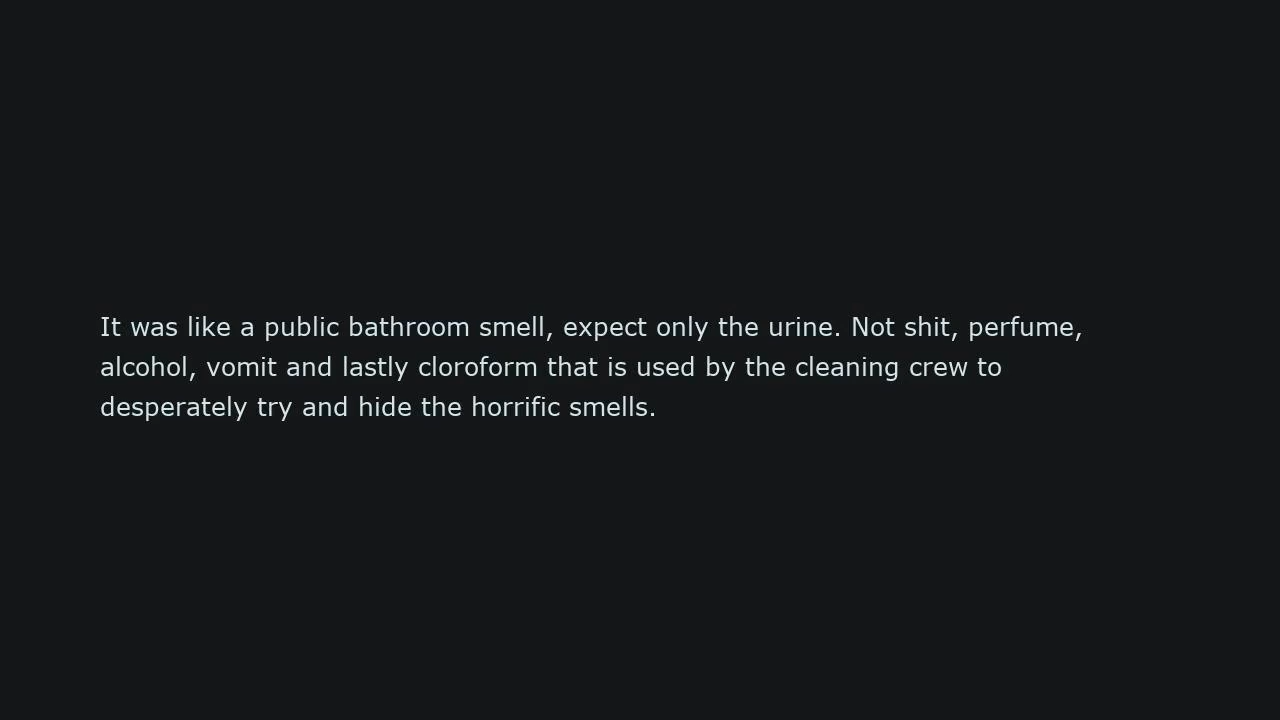 It was like a public bathroom smell, expect only the urine. Not shit, perfume,
alcohol, vomit and lastly cloroform that is used by the cleaning crew to
desperately try and hide the horrific smells.